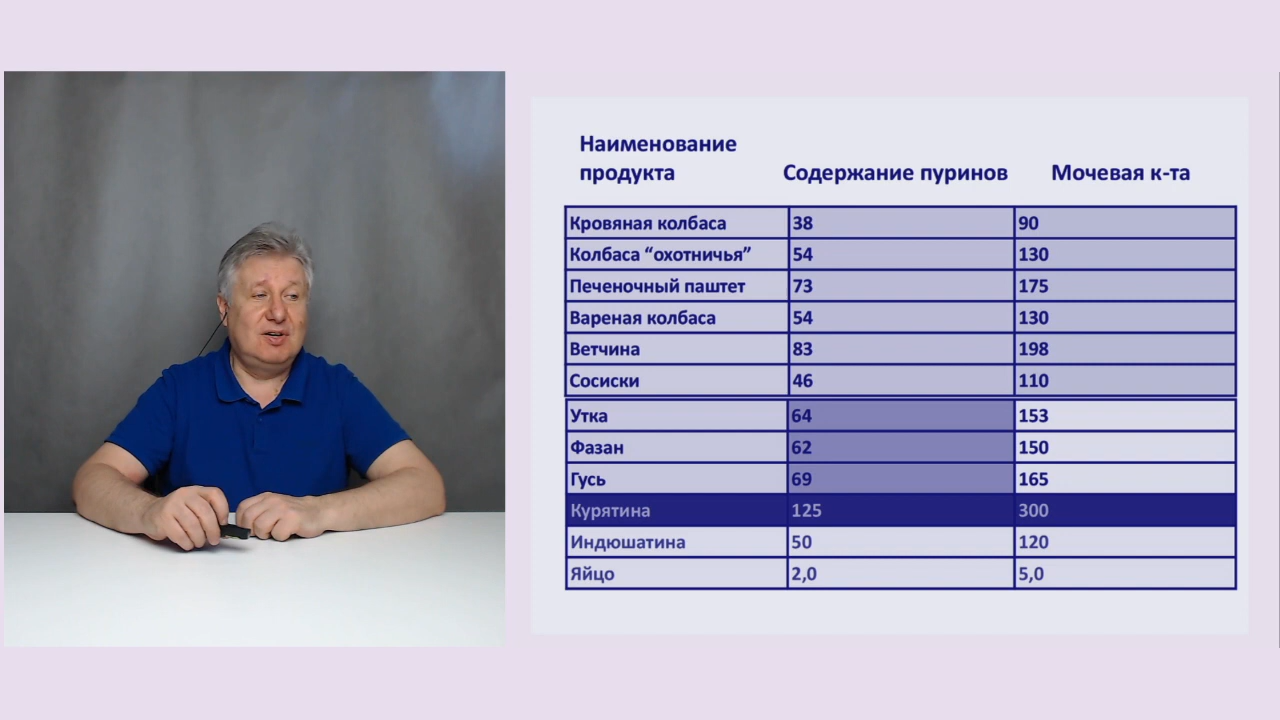 Наименование
продукта Содержание пуринов Мочевая к-та
Кровяная колбаса 38 90
Колбаса “охотничья” 54 130
Печеночный паштет 73 175
Вареная колбаса 54 130
Ветчина 83 198
Сосиски 46 110
Утка 64 153
Фазан 62 150
Гусь 69 165
Курятина 125 300
Индюшатина 50 120
Яйцо 2,0 5,0